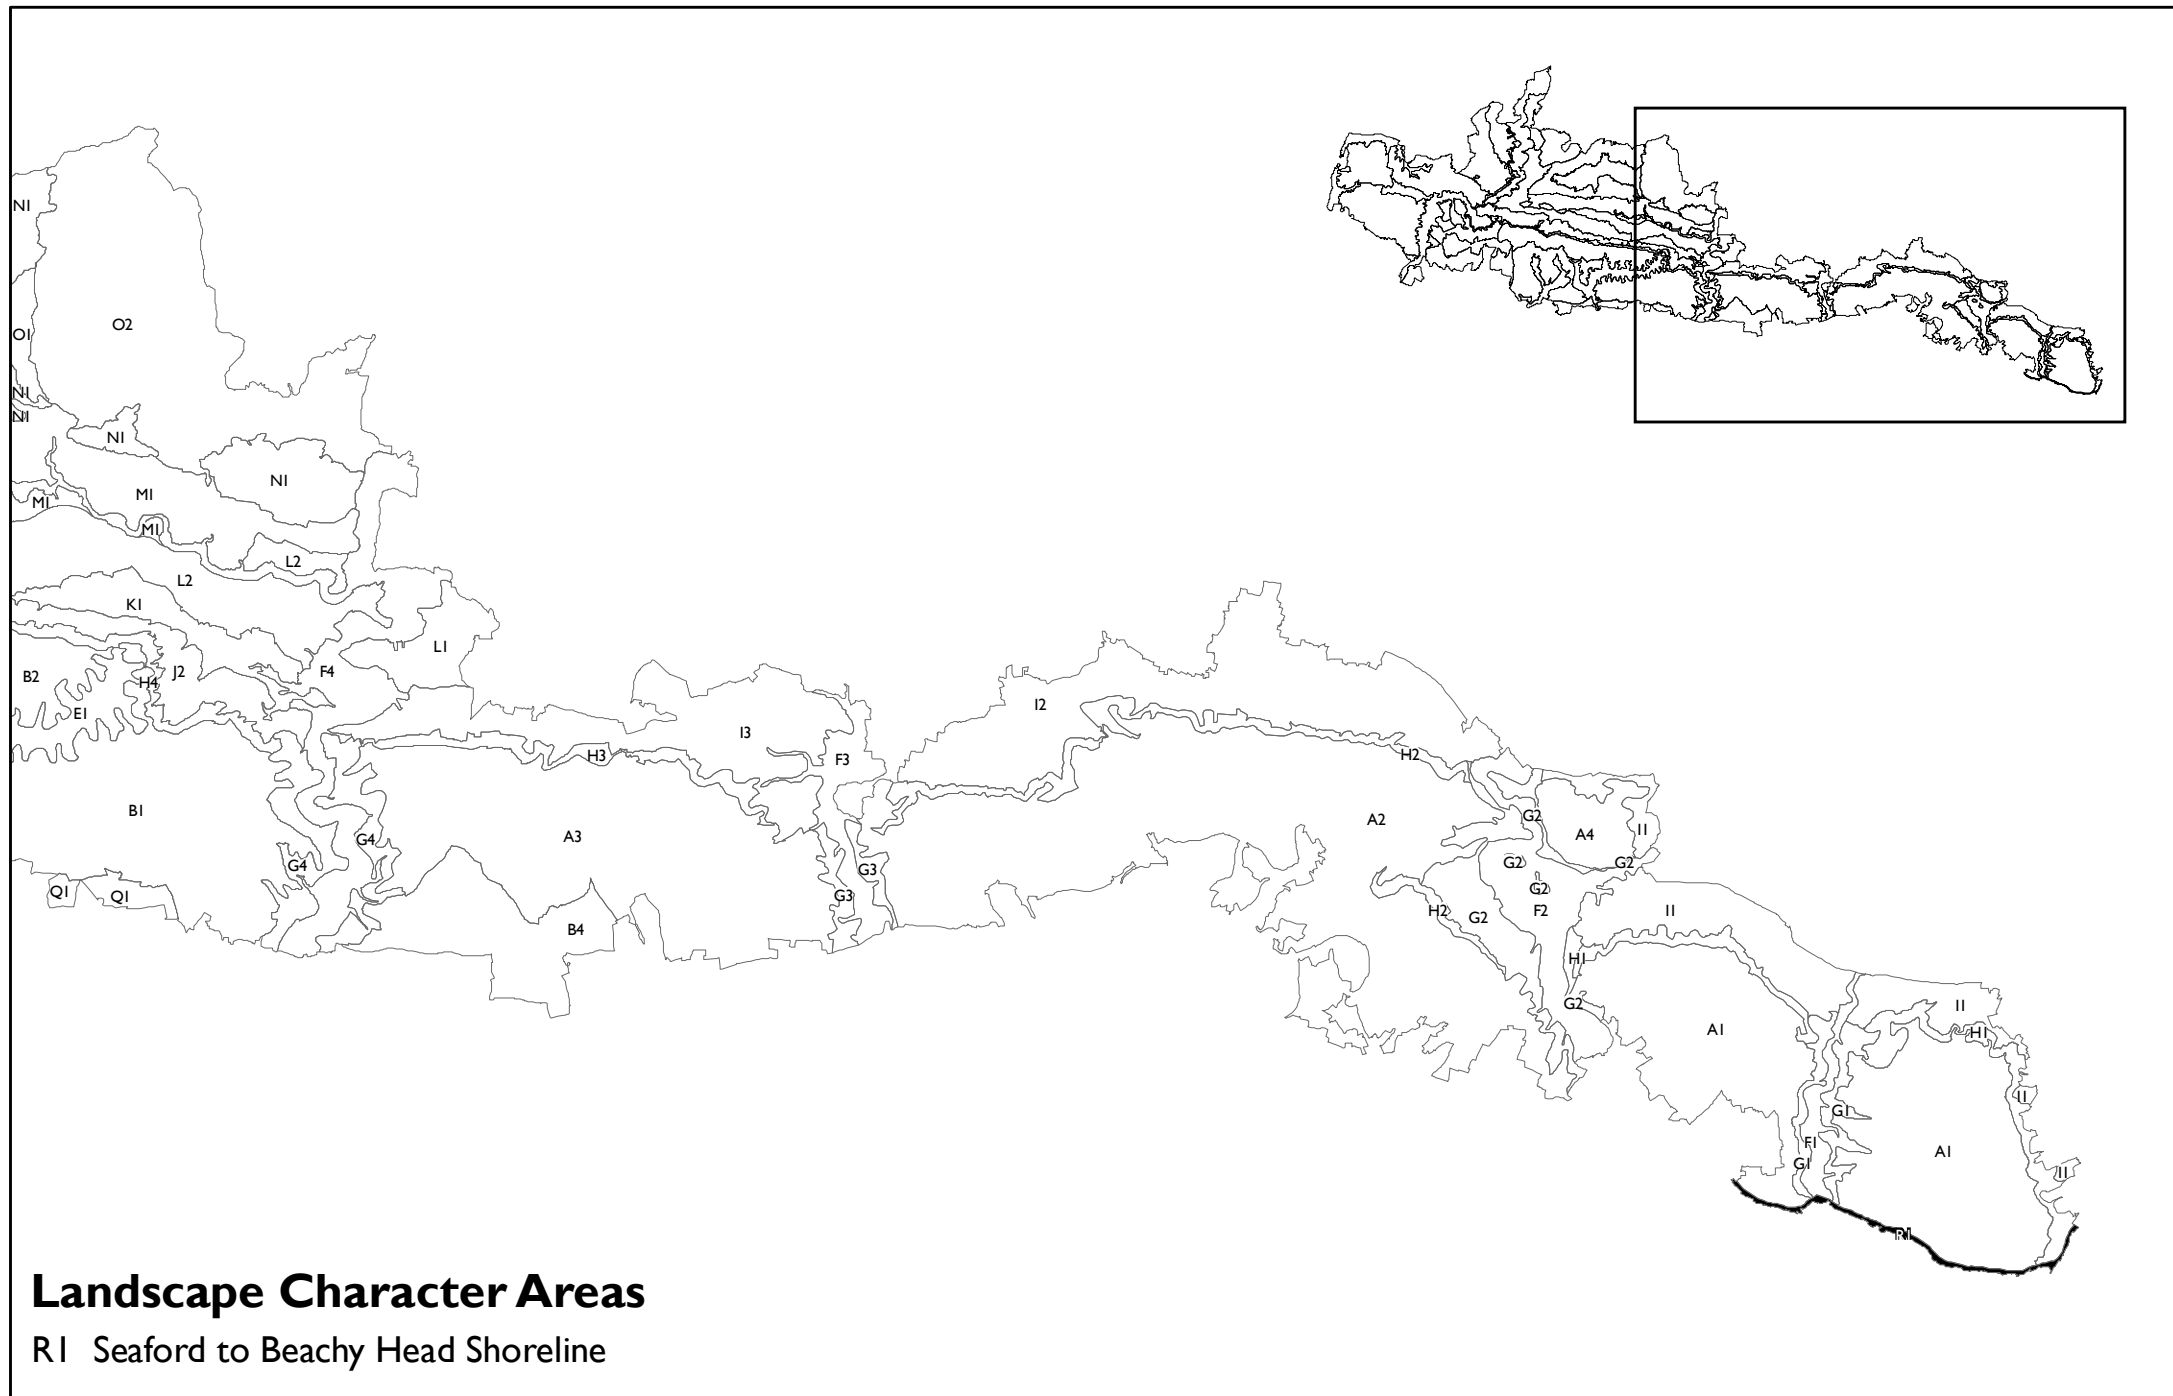 N1
O1
O2
N1
N1
N1
N1
M1
M1
M1
L2
L2
K1
L1
B2
H4
J2
F4
E1
I2
I3
H3
F3
H2
B1
A3
A2
G2
A4
I1
G4
G4
G3
G3
G2
G2
G2
Q1
Q1
B4
H2
G2
F2
I1
H1
G2
A1
I1
H1
I1
G1
F1
G1
A1
I1
R1
Landscape Character Areas
R1 Seaford to Beachy Head Shoreline